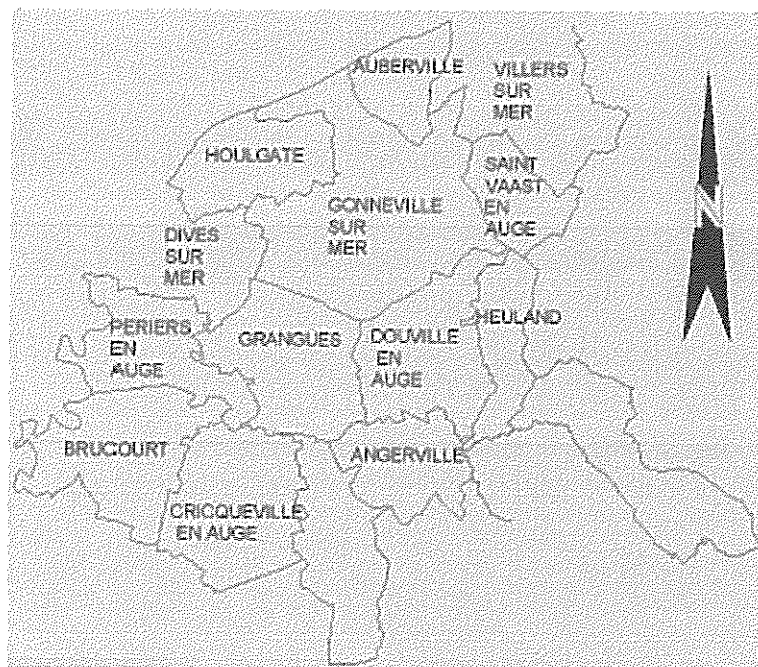 AUBERVILLE
VILLERS
SUR
MER
HOULGATE
SAINT
VAAST
EN
AUGE
GONNEVILLE
SUR
MER
DIVES
SUR
MER
N
PERIERS
EN
AUGE
GRANGUES
DOUVILLE
EN
AUGE
HEULAND
BRUCOURT
ANGERVILLE
CRICQUEVILLE
EN AUGE